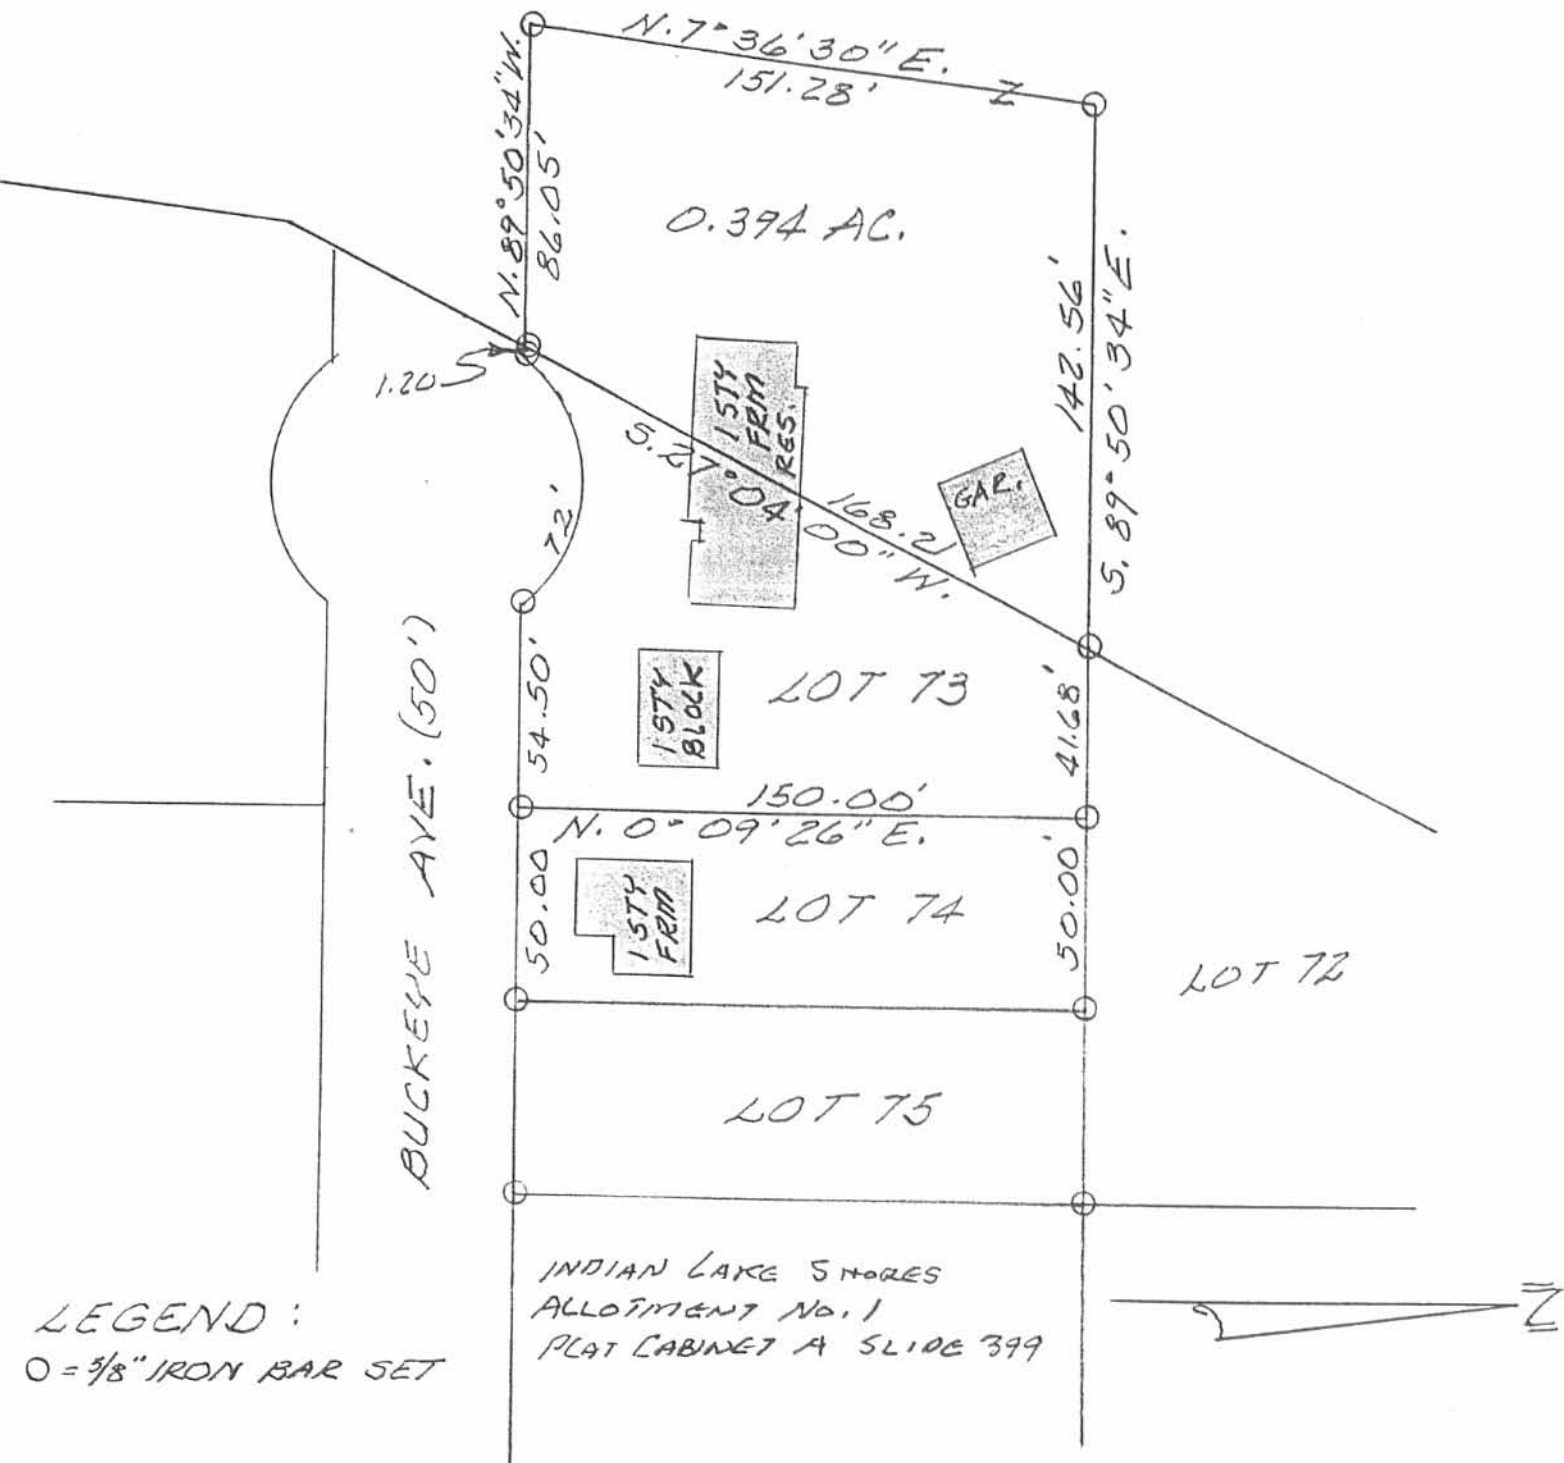 N. 7° 36' 30" E.
151.28'
Z
N. 89° 50' 34" W.
86.05'
0.394 AC.
142.56'
S. 89° 50' 34" E.
1.20
1 STY
FRM
RES.
GAR.
168.2
00" W.
72'
BUCKEYE AVE. (50')
54.50'
1 STY
BLOCK
LOT 73
41.68'
150.00'
N. 0° 09' 26" E.
50.00
1 STY
FRM
LOT 74
50.00'
LOT 72
LOT 75
INDIAN LAKE SHORES
ALLOTMENT NO. 1
PLAT CABINET A SLIDE 399
Z
LEGEND :
O = 5/8" IRON BAR SET